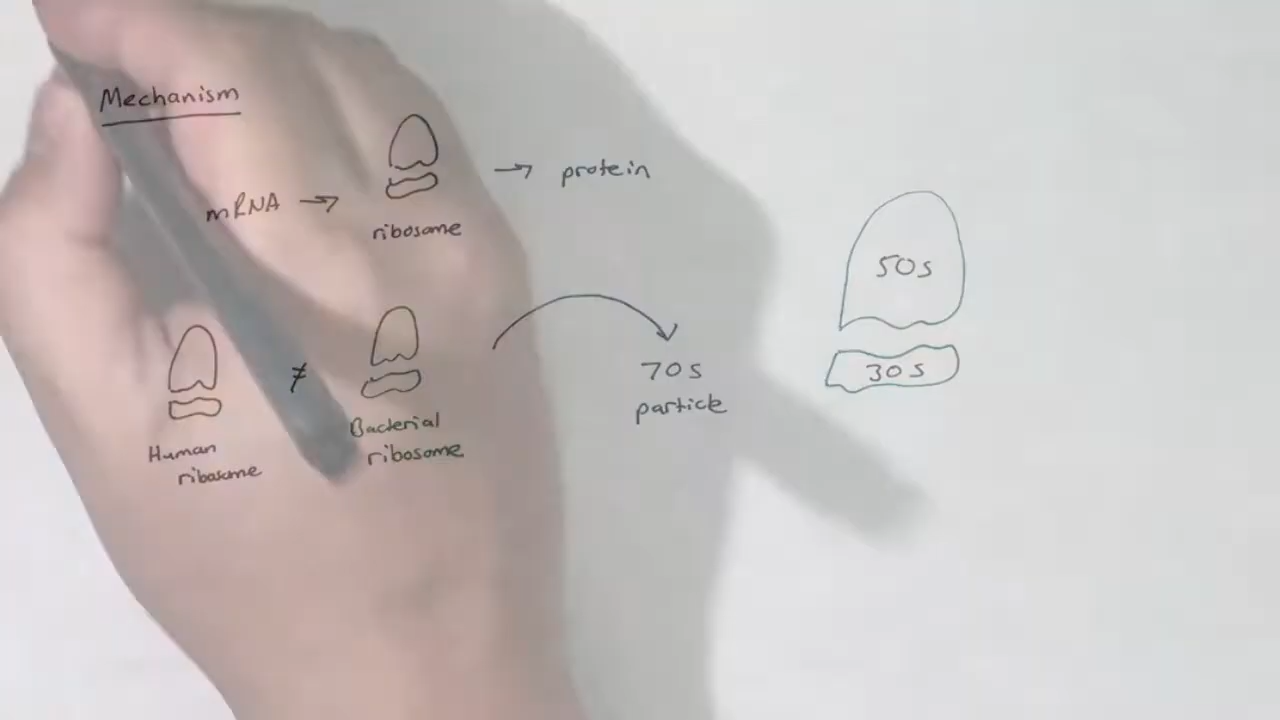 Mechanism
mRNA → ribosome → protein
Human ribosome ≠ Bacterial ribosome
70s particle
50s
30s